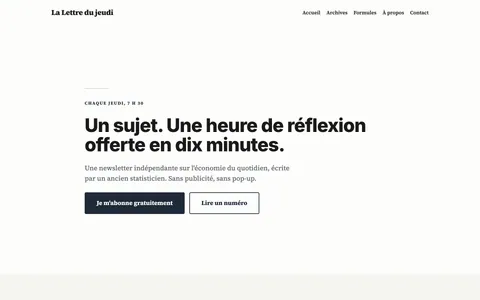 La Lettre du jeudi
Accueil Archives Formules À propos Contact
CHAQUE JEUDI, 7 H 30
Un sujet. Une heure de réflexion
offerte en dix minutes.
Une newsletter indépendante sur l'économie du quotidien, écrite
par un ancien statisticien. Sans publicité, sans pop-up.
Je m'abonne gratuitement Lire un numéro